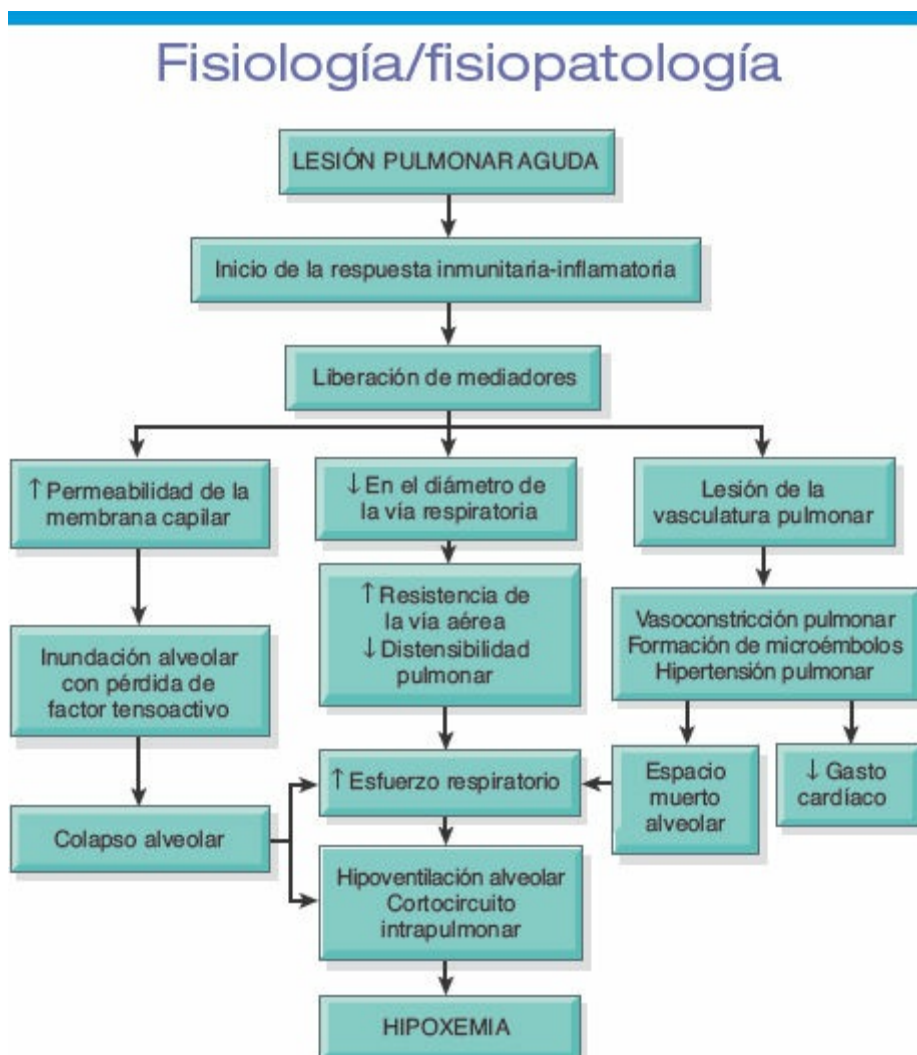 Fisiología/fisiopatología
LESIÓN PULMONAR AGUDA
Inicio de la respuesta inmunitaria-inflamatoria
Liberación de mediadores
↑ Permeabilidad de la
membrana capilar
↓ En el diámetro de
la vía respiratoria
Lesión de la
vasculatura pulmonar
Inundación alveolar
con pérdida de
factor tensoactivo
↑ Resistencia de
la vía aérea
↓ Distensibilidad
pulmonar
Vasoconstricción pulmonar
Formación de microémbolos
Hipertensión pulmonar
Colapso alveolar
↑ Esfuerzo respiratorio
Espacio
muerto
alveolar
↓ Gasto
cardíaco
Hipoventilación alveolar
Cortocircuito
intrapulmonar
HIPOXEMIA